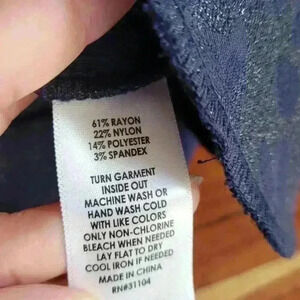 61% RAYON
22% NYLON
14% POLYESTER
3% SPANDEX
TURN GARMENT
INSIDE OUT
MACHINE WASH OR
HAND WASH COLD
WITH LIKE COLORS
ONLY NON-CHLORINE
BLEACH WHEN NEEDED
LAY FLAT TO DRY
COOL IRON IF NEEDED
MADE IN CHINA
RN#31104